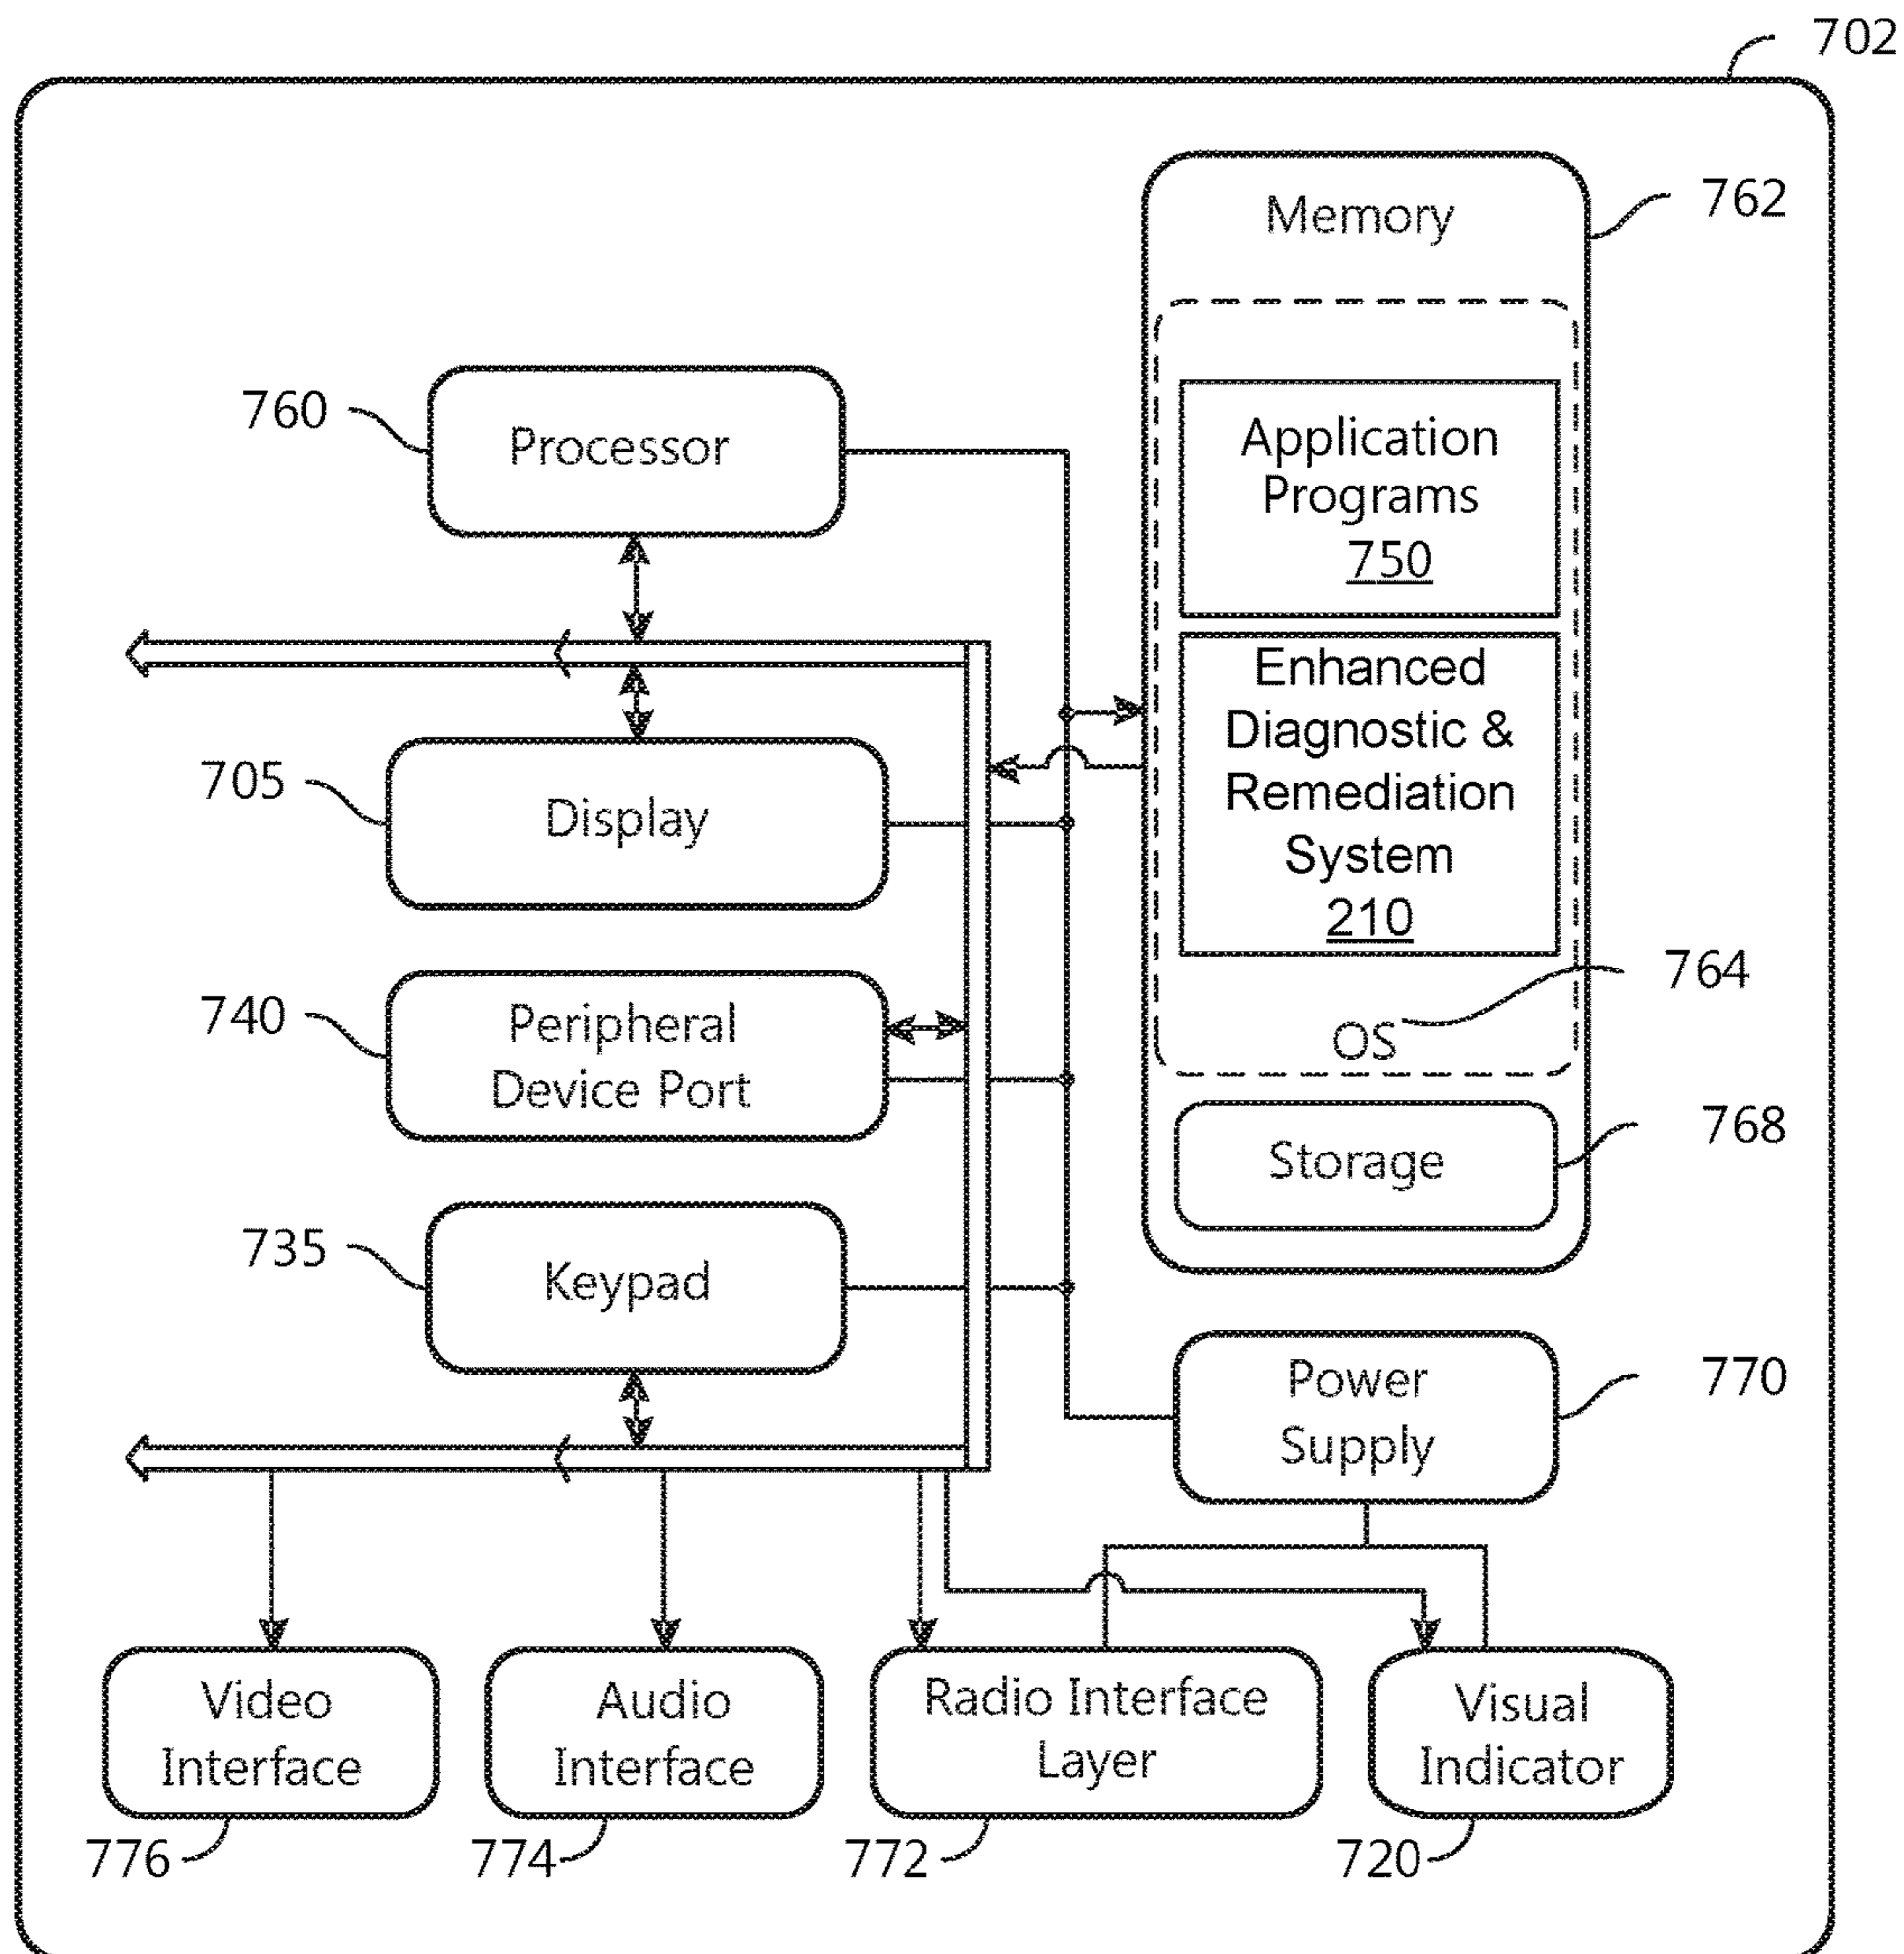 702
Memory
762
760
Processor
Application
Programs
750
Enhanced
Diagnostic &
Remediation
System
210
705
Display
764
OS
740
Peripheral
Device Port
768
Storage
735
Keypad
770
Power
Supply
Video
Interface
Audio
Interface
Radio Interface
Layer
Visual
Indicator
776
774
772
720